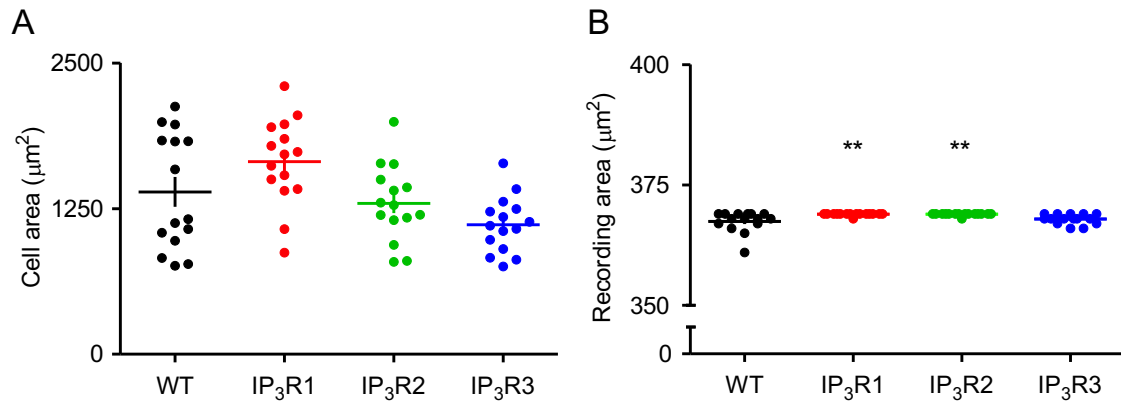 A
Cell area (μm²)
2500
1250
0
WT IP₃R1 IP₃R2 IP₃R3
B
Recording area (μm²)
400
375
350
0
** **
WT IP₃R1 IP₃R2 IP₃R3